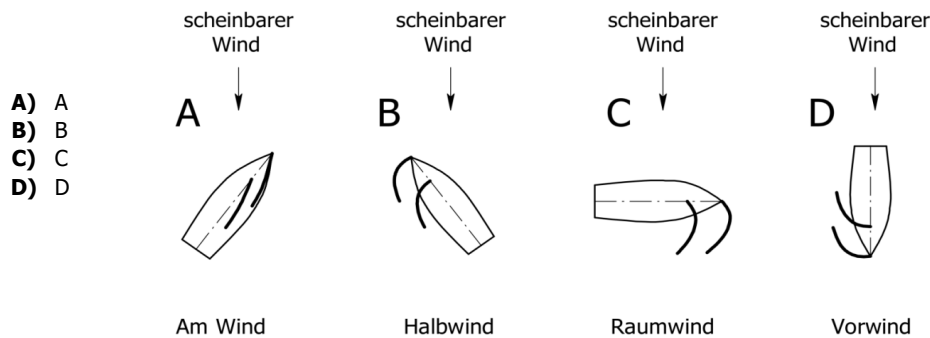 scheinbarer Wind
scheinbarer Wind
scheinbarer Wind
scheinbarer Wind
A) A
B) B
C) C
D) D
A
B
C
D
Am Wind
Halbwind
Raumwind
Vorwind